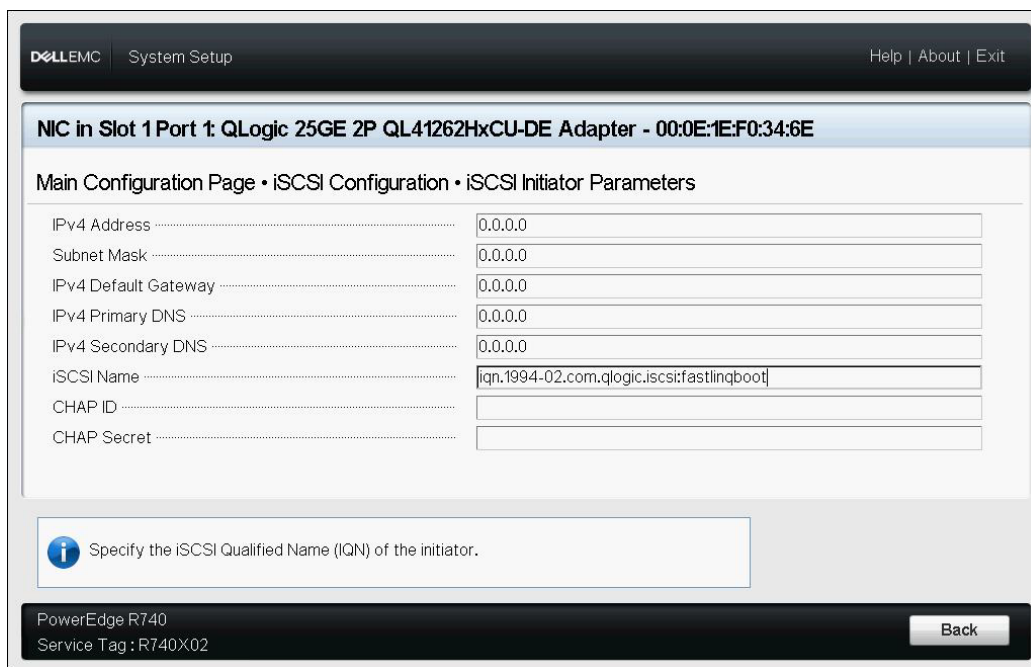 DELLEMC System Setup Help | About | Exit
NIC in Slot 1 Port 1: QLogic 25GE 2P QL41262HxCU-DE Adapter - 00:0E:1E:F0:34:6E
Main Configuration Page • iSCSI Configuration • iSCSI Initiator Parameters
IPv4 Address 0.0.0.0
Subnet Mask 0.0.0.0
IPv4 Default Gateway 0.0.0.0
IPv4 Primary DNS 0.0.0.0
IPv4 Secondary DNS 0.0.0.0
iSCSI Name iqn.1994-02.com.qlogic.iscsi:fastlinqboot
CHAP ID
CHAP Secret
Specify the iSCSI Qualified Name (IQN) of the initiator.
PowerEdge R740
Service Tag : R740X02
Back